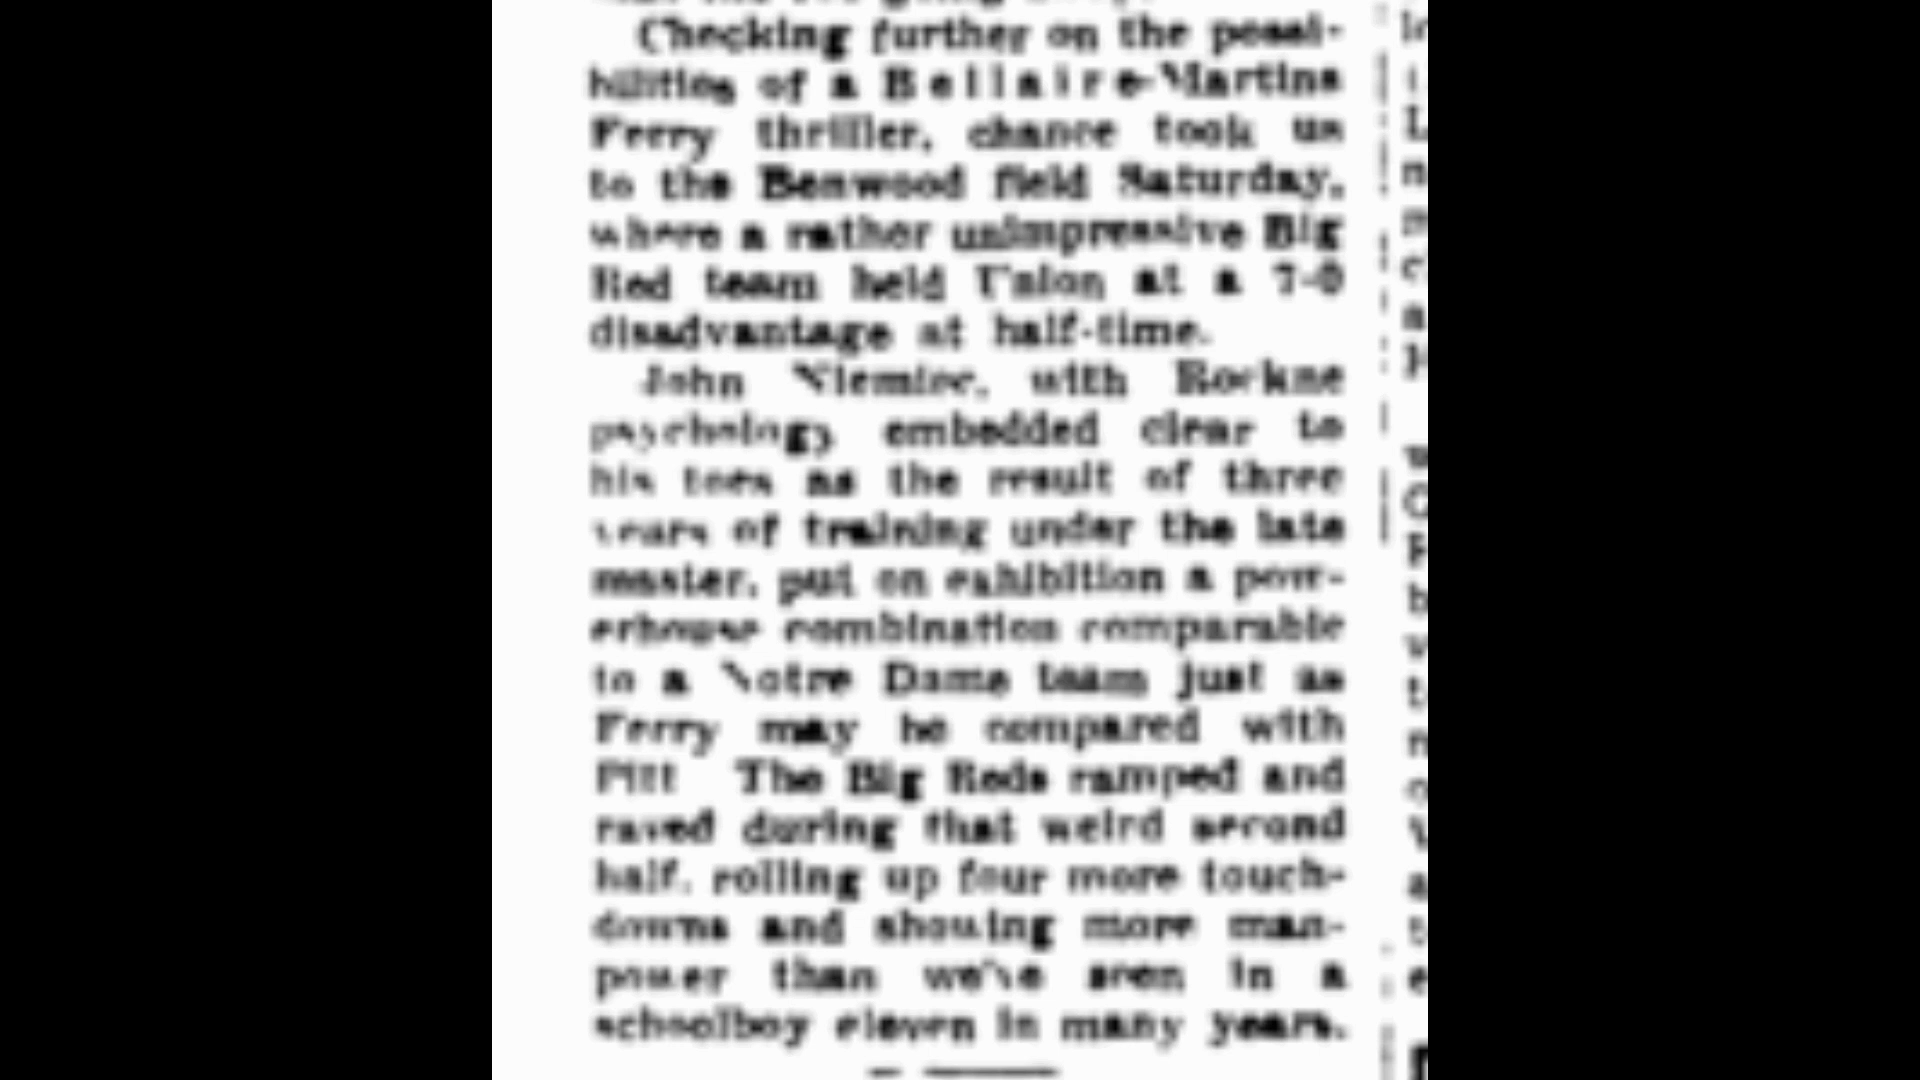 Checking further on the possi-
bilities of a Bellaire-Martins
Ferry thriller, chance took us
to the Benwood field Saturday,
where a rather unimpressive Big
Red team held Union at a 7-0
disadvantage at half-time.
John Niemiec, with Rockne
psychology embedded clear to
his toes as the result of three
years of training under the late
master, put on exhibition a pow-
erhouse combination comparable
to a Notre Dame team just as
Ferry may be compared with
Pitt The Big Reds ramped and
raved during that weird second
half, rolling up four more touch-
downs and showing more man-
power than we've seen in a
schoolboy eleven in many years.